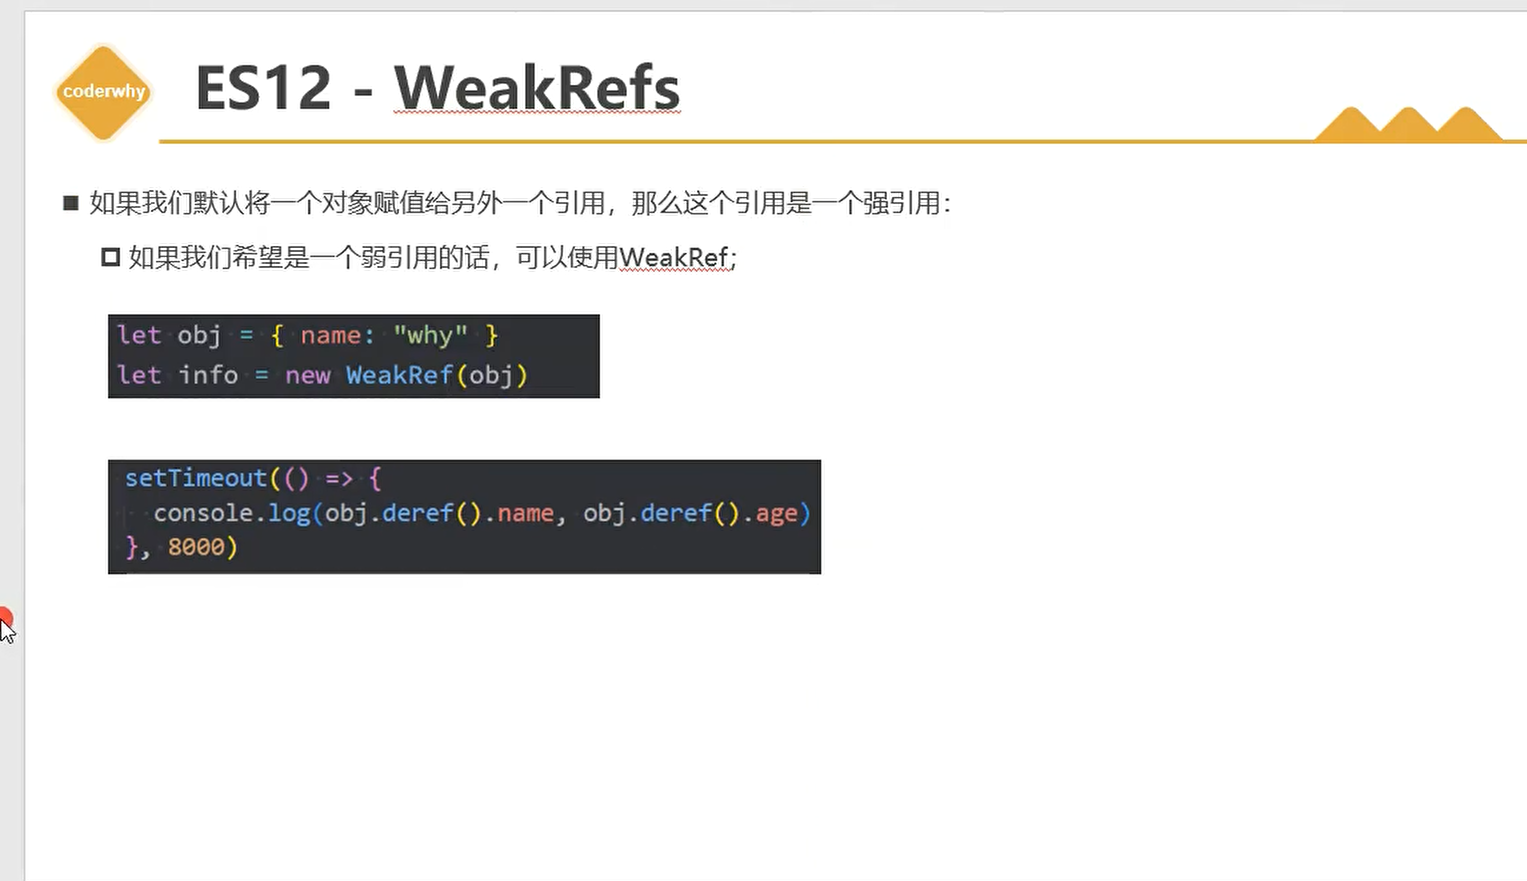 coderwhy
ES12 - WeakRefs
如果我们默认将一个对象赋值给另外一个引用，那么这个引用是一个强引用：
如果我们希望是一个弱引用的话，可以使用WeakRef;
let obj = { name: "why" }
let info = new WeakRef(obj)
setTimeout(() => {
  console.log(obj.deref().name, obj.deref().age)
}, 8000)